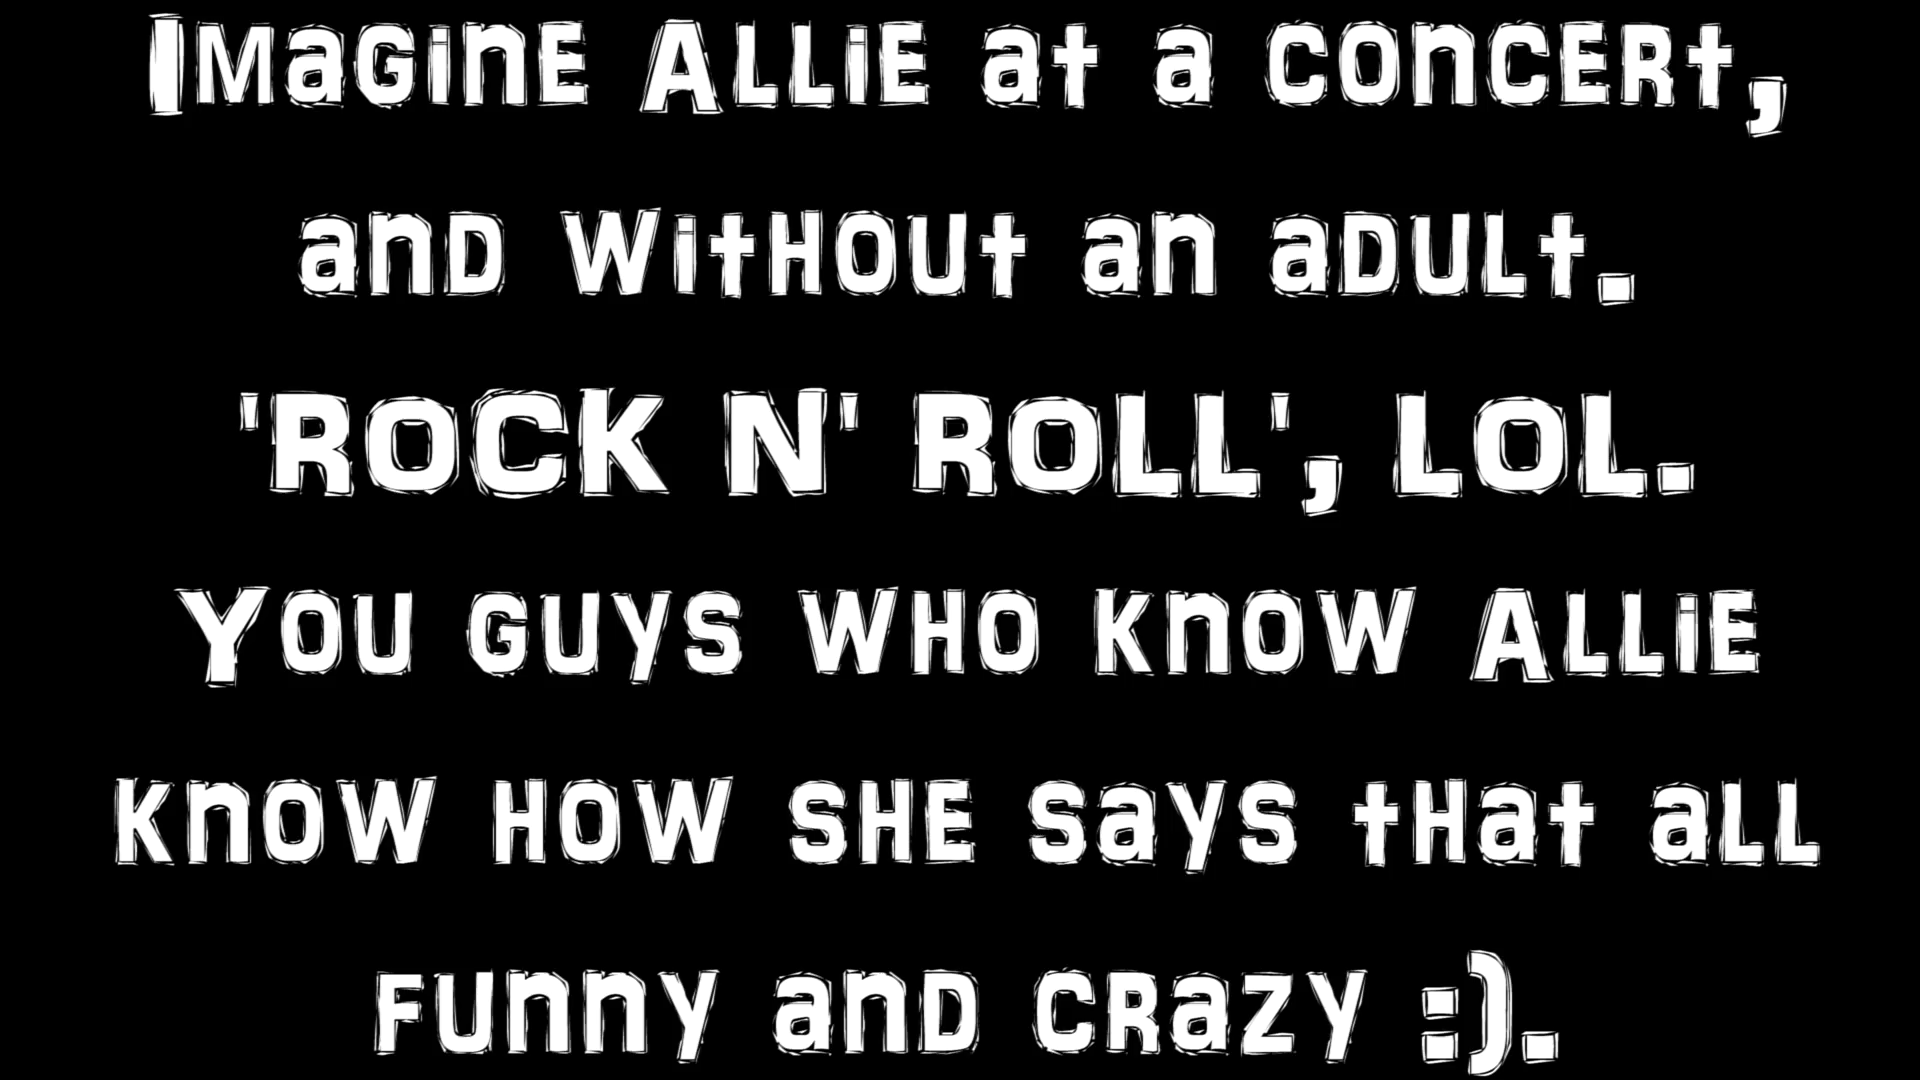 Imagine Allie at a concert,
and without an adult.
'ROCK N' ROLL', LOL.
You guys who know Allie
know how she says that all
funny and crazy :).